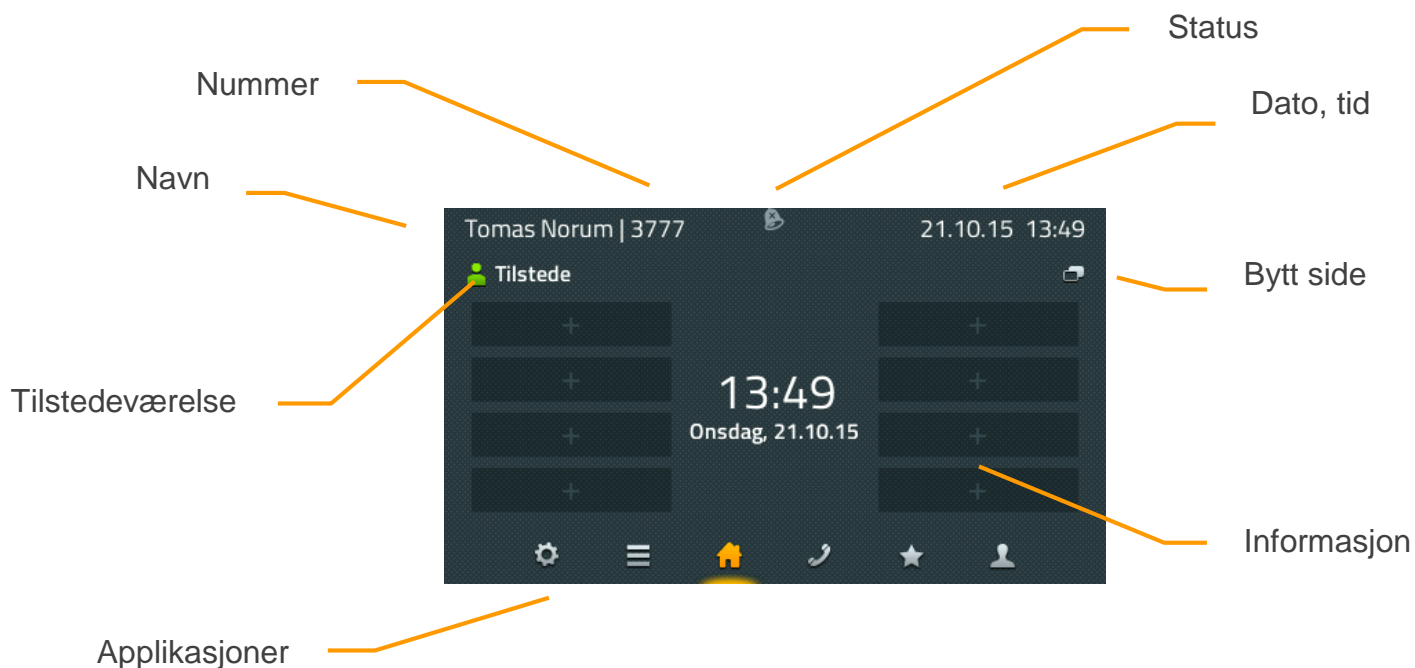 Status
Nummer
Dato, tid
Navn
Tomas Norum | 3777
21.10.15 13:49
Tilstede
Bytt side
+
+
+
+
13:49
Tilstedeværelse
Onsdag, 21.10.15
+
+
+
+
Informasjon
Applikasjoner